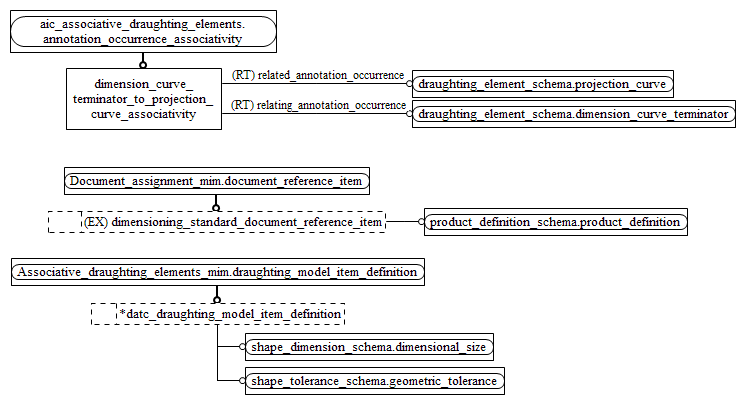 aic_associative_draughting_elements.
annotation_occurrence_associativity
dimension_curve_
terminator_to_projection_
curve_associativity
(RT) related_annotation_occurrence
draughting_element_schema.projection_curve
(RT) relating_annotation_occurrence
draughting_element_schema.dimension_curve_terminator
Document_assignment_mim.document_reference_item
(EX) dimensioning_standard_document_reference_item
product_definition_schema.product_definition
Associative_draughting_elements_mim.draughting_model_item_definition
*datc_draughting_model_item_definition
shape_dimension_schema.dimensional_size
shape_tolerance_schema.geometric_tolerance